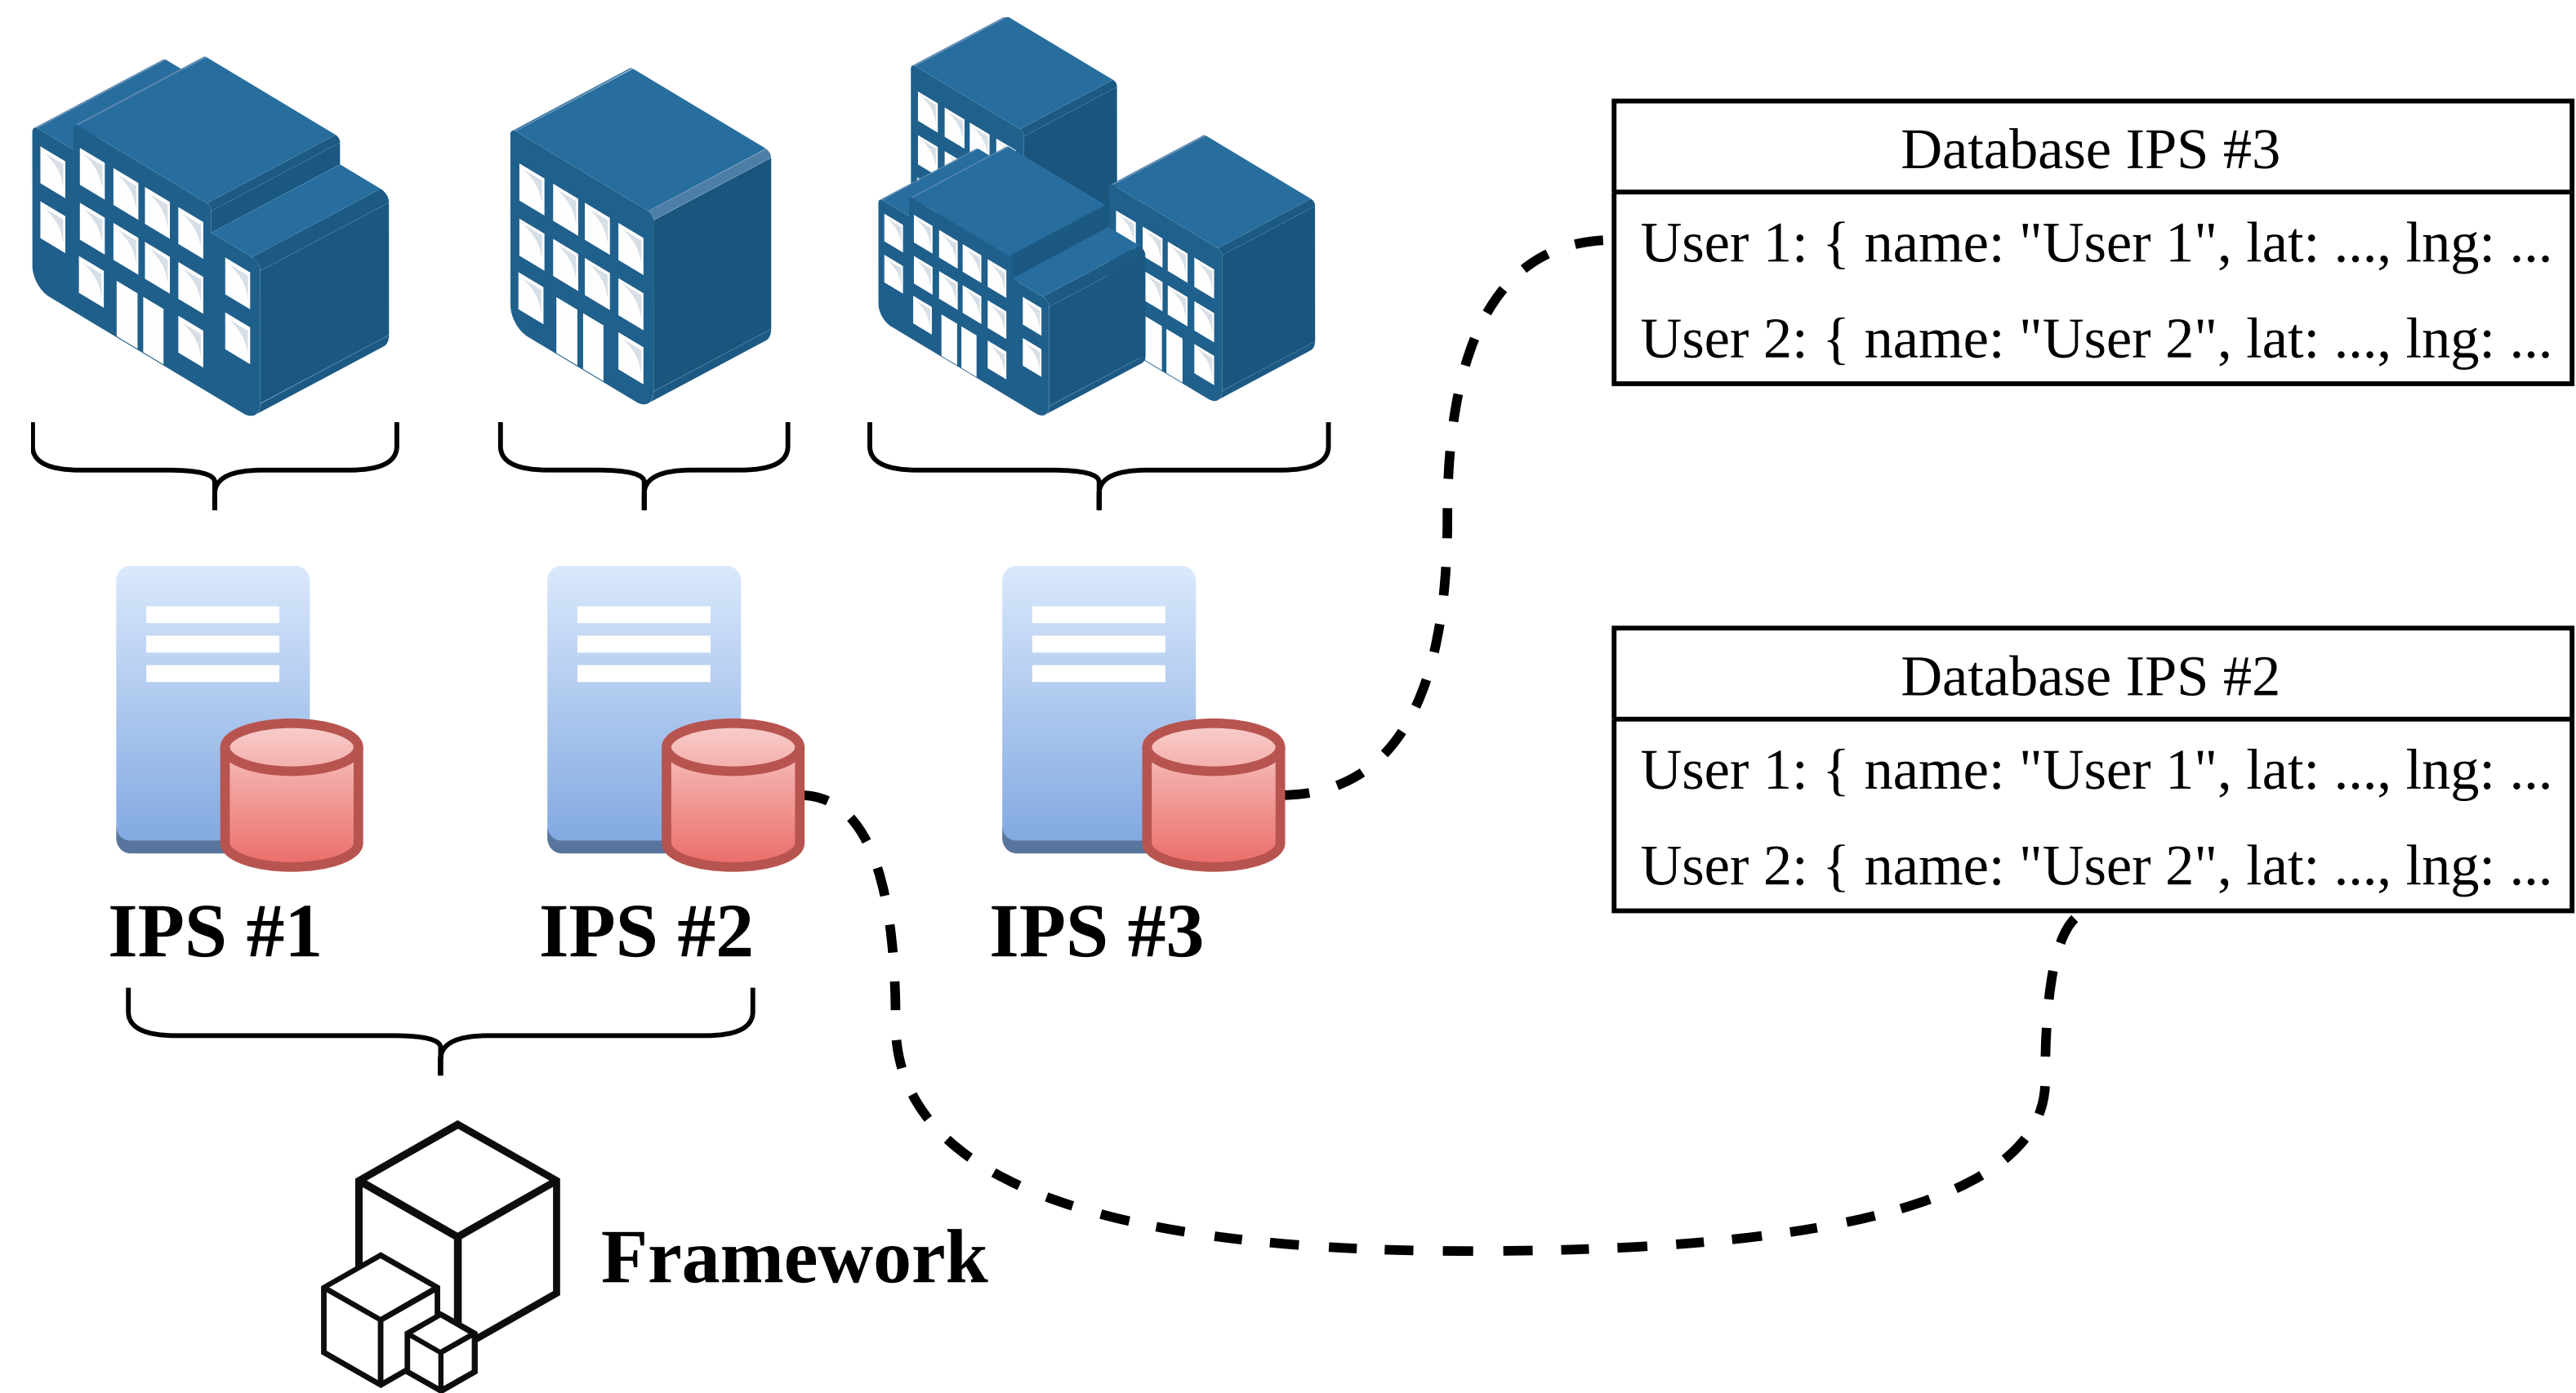 Database IPS #3
User 1: { name: "User 1", lat: ..., lng: ...
User 2: { name: "User 2", lat: ..., lng: ...
Database IPS #2
User 1: { name: "User 1", lat: ..., lng: ...
User 2: { name: "User 2", lat: ..., lng: ...
IPS #1
IPS #2
IPS #3
Framework